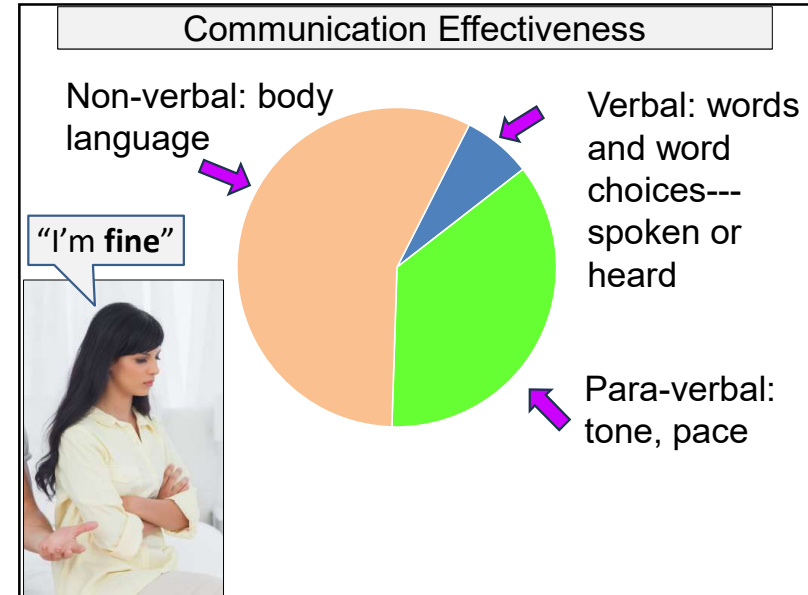 Communication Effectiveness
Non-verbal: body
language
Verbal: words
and word
choices---
spoken or
heard
"I'm fine"
Para-verbal:
tone, pace